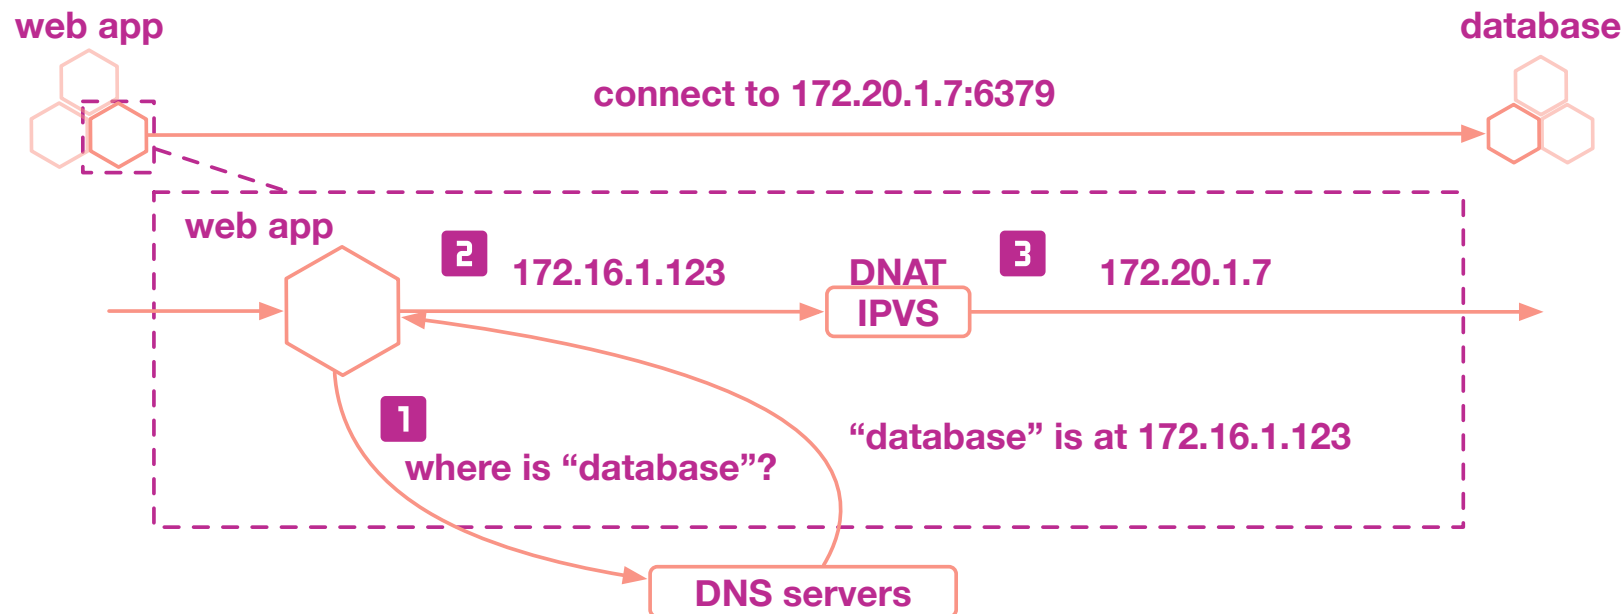 web app
database
connect to 172.20.1.7:6379
web app
2
172.16.1.123
DNAT
IPVS
3
172.20.1.7
1
where is “database”?
“database” is at 172.16.1.123
DNS servers